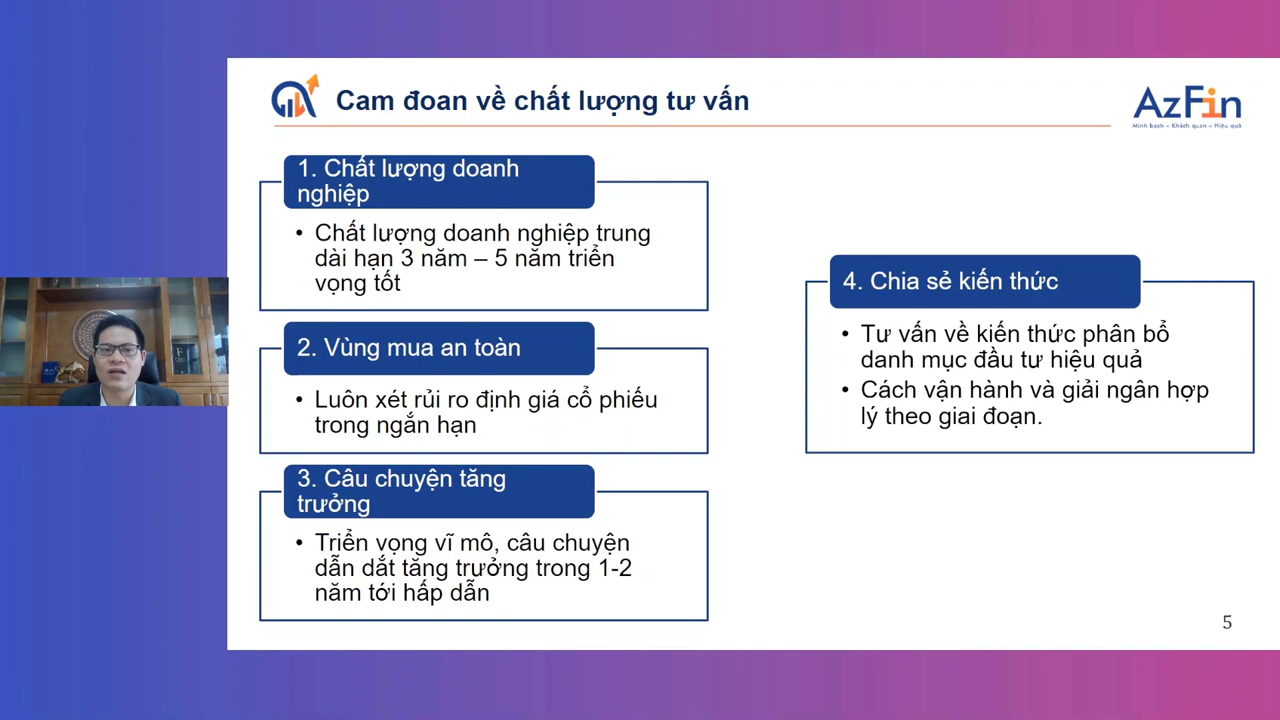 Cam đoan về chất lượng tư vấn
AzFin
Minh bạch – Khách quan – Hiệu quả
1. Chất lượng doanh
nghiệp
• Chất lượng doanh nghiệp trung
dài hạn 3 năm – 5 năm triển
vọng tốt
2. Vùng mua an toàn
• Luôn xét rủi ro định giá cổ phiếu
trong ngắn hạn
3. Câu chuyện tăng
trưởng
• Triển vọng vĩ mô, câu chuyện
dẫn dắt tăng trưởng trong 1-2
năm tới hấp dẫn
4. Chia sẻ kiến thức
• Tư vấn về kiến thức phân bổ
danh mục đầu tư hiệu quả
• Cách vận hành và giải ngân hợp
lý theo giai đoạn.
5